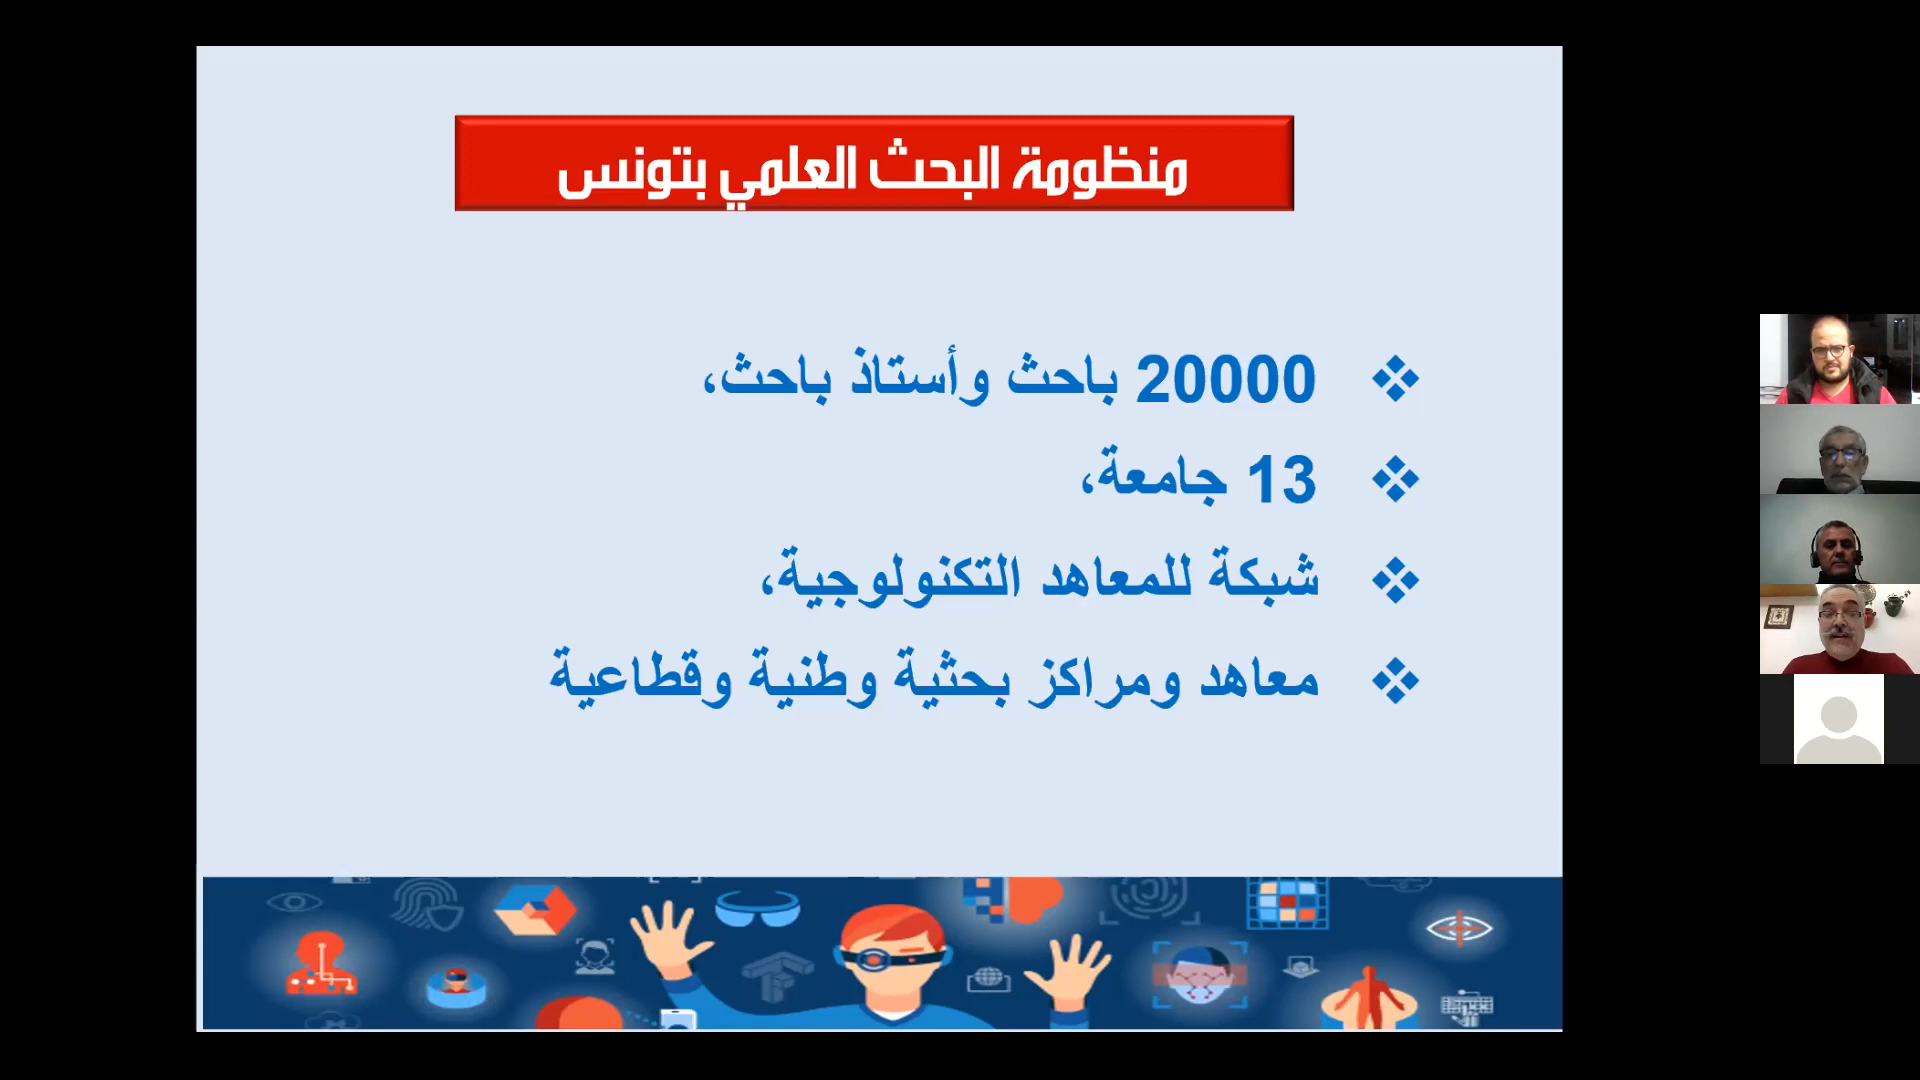 منظومة البحث العلمي بتونس
20000 باحث وأستاذ باحث،
13 جامعة،
شبكة للمعاهد التكنولوجية،
معاهد ومراكز بحثية وطنية وقطاعية